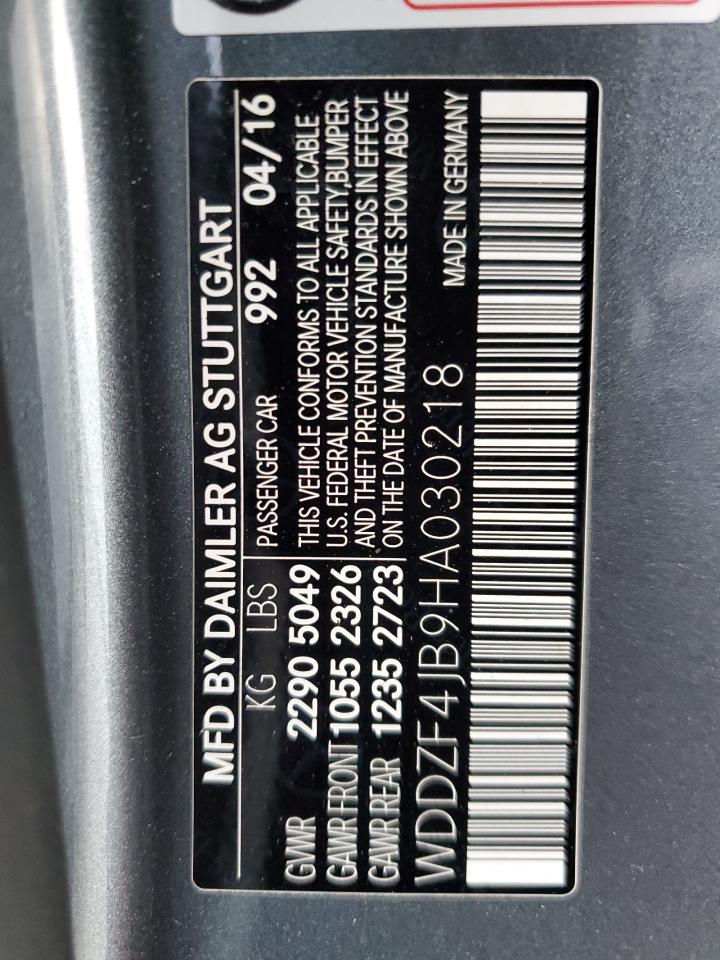 MFD BY DAIMLER AG STUTTGART
KG LBS PASSENGER CAR 992 04/16
GVWR 2290 5049 THIS VEHICLE CONFORMS TO ALL APPLICABLE
GAWR FRONT 1055 2326 U.S. FEDERAL MOTOR VEHICLE SAFETY,BUMPER
GAWR REAR 1235 2723 AND THEFT PREVENTION STANDARDS IN EFFECT
ON THE DATE OF MANUFACTURE SHOWN ABOVE
WDDZF4JB9HA030218 MADE IN GERMANY